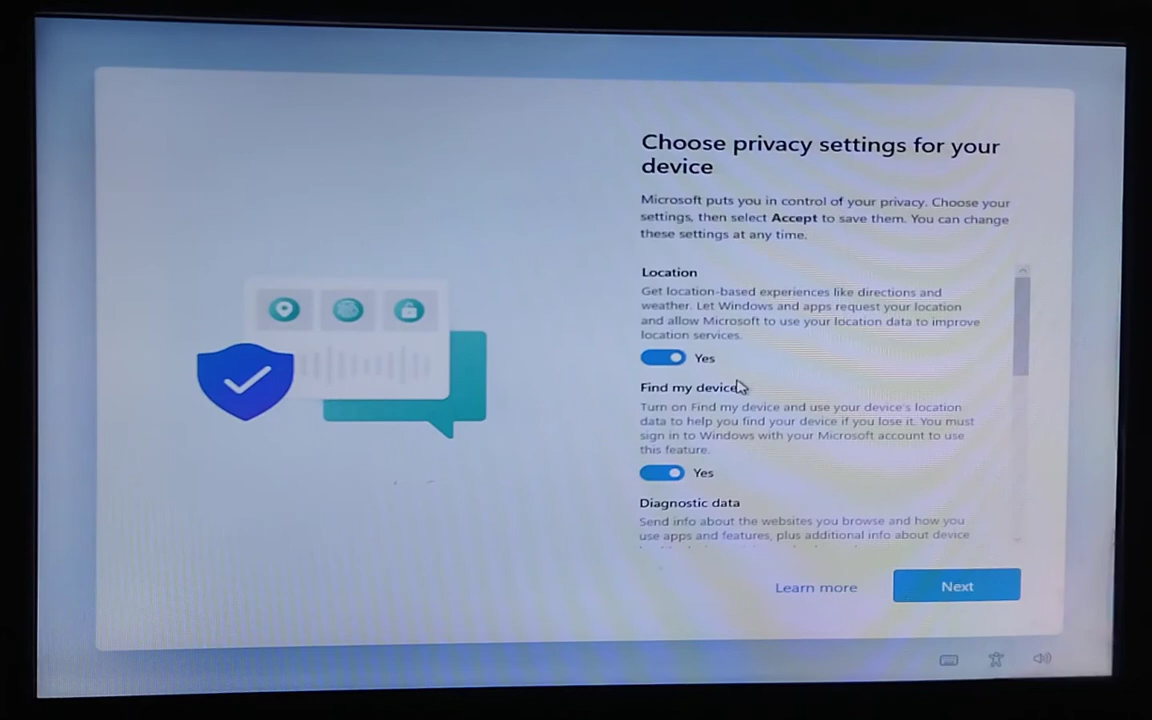 Choose privacy settings for your
device
Microsoft puts you in control of your privacy. Choose your
settings, then select Accept to save them. You can change
these settings at any time.
Location
Get location-based experiences like directions and
weather. Let Windows and apps request your location
and allow Microsoft to use your location data to improve
location services.
Yes
Find my device
Turn on Find my device and use your device's location
data to help you find your device if you lose it. You must
sign in to Windows with your Microsoft account to use
this feature.
Yes
Diagnostic data
Send info about the websites you browse and how you
use apps and features, plus additional info about device
Learn more
Next